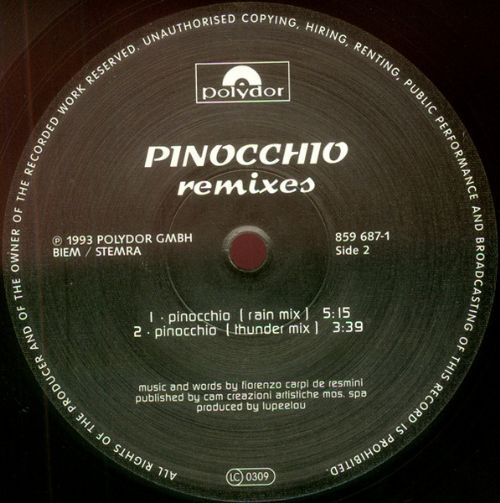 ALL RIGHTS OF THE PRODUCER AND OF THE OWNER OF THE RECORDED WORK RESERVED. UNAUTHORISED COPYING, HIRING, RENTING, PUBLIC PERFORMANCE AND BROADCASTING OF THIS RECORD IS PROHIBITED.
polydor
PINOCCHIO
remixes
℗ 1993 POLYDOR GMBH
BIEM / STEMRA
859 687-1
Side 2
1 · pinocchio [ rain mix ] 5:15
2 · pinocchio [ thunder mix ] 3:39
music and words by fiorenzo carpi de resmini
published by cam creazioni artistiche mos. spa
produced by lupeelou
LC 0309